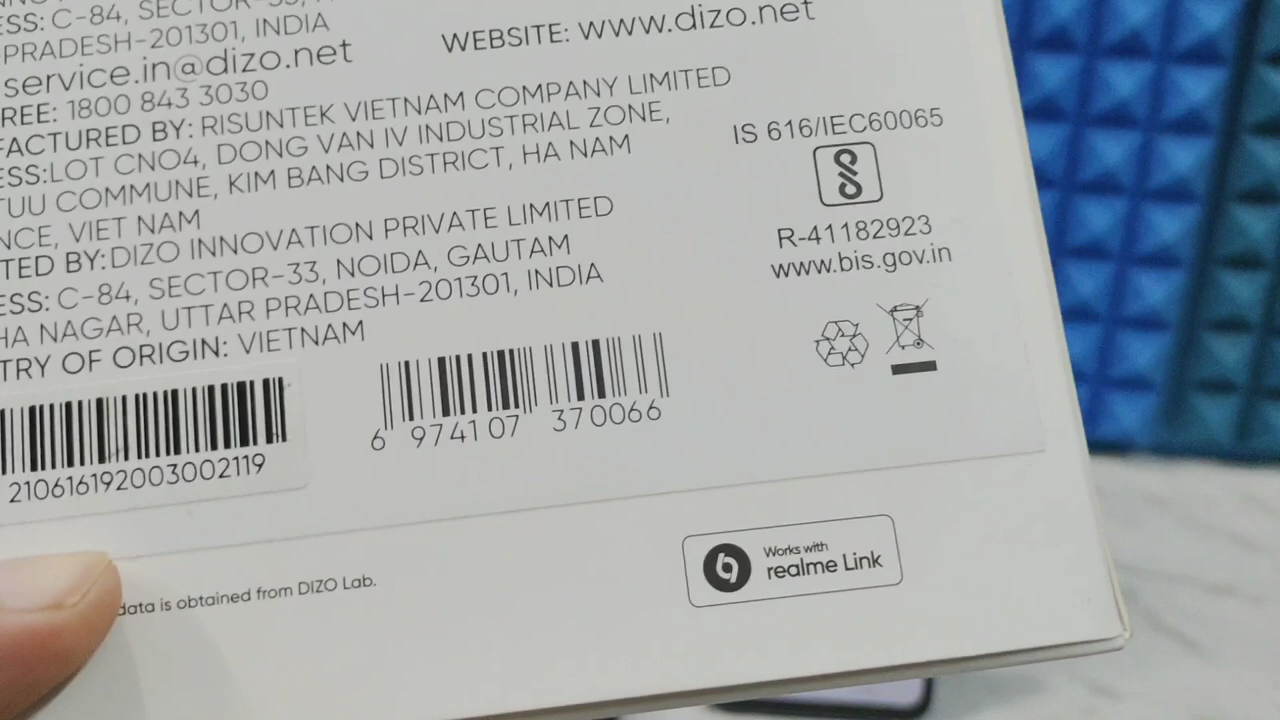 ESS: C-84, SECTOR-33,
PRADESH-201301, INDIA
service.in@dizo.net
WEBSITE: www.dizo.net
REE: 1800 843 3030
FACTURED BY: RISUNTEK VIETNAM COMPANY LIMITED
ESS:LOT CNO4, DONG VAN IV INDUSTRIAL ZONE,
TUU COMMUNE, KIM BANG DISTRICT, HA NAM
NCE, VIET NAM
TED BY:DIZO INNOVATION PRIVATE LIMITED
ESS: C-84, SECTOR-33, NOIDA, GAUTAM
HA NAGAR, UTTAR PRADESH-201301, INDIA
TRY OF ORIGIN: VIETNAM
IS 616/IEC60065
R-41182923
www.bis.gov.in
210616192003002119
6 974107 370066
data is obtained from DIZO Lab.
Works with
realme Link